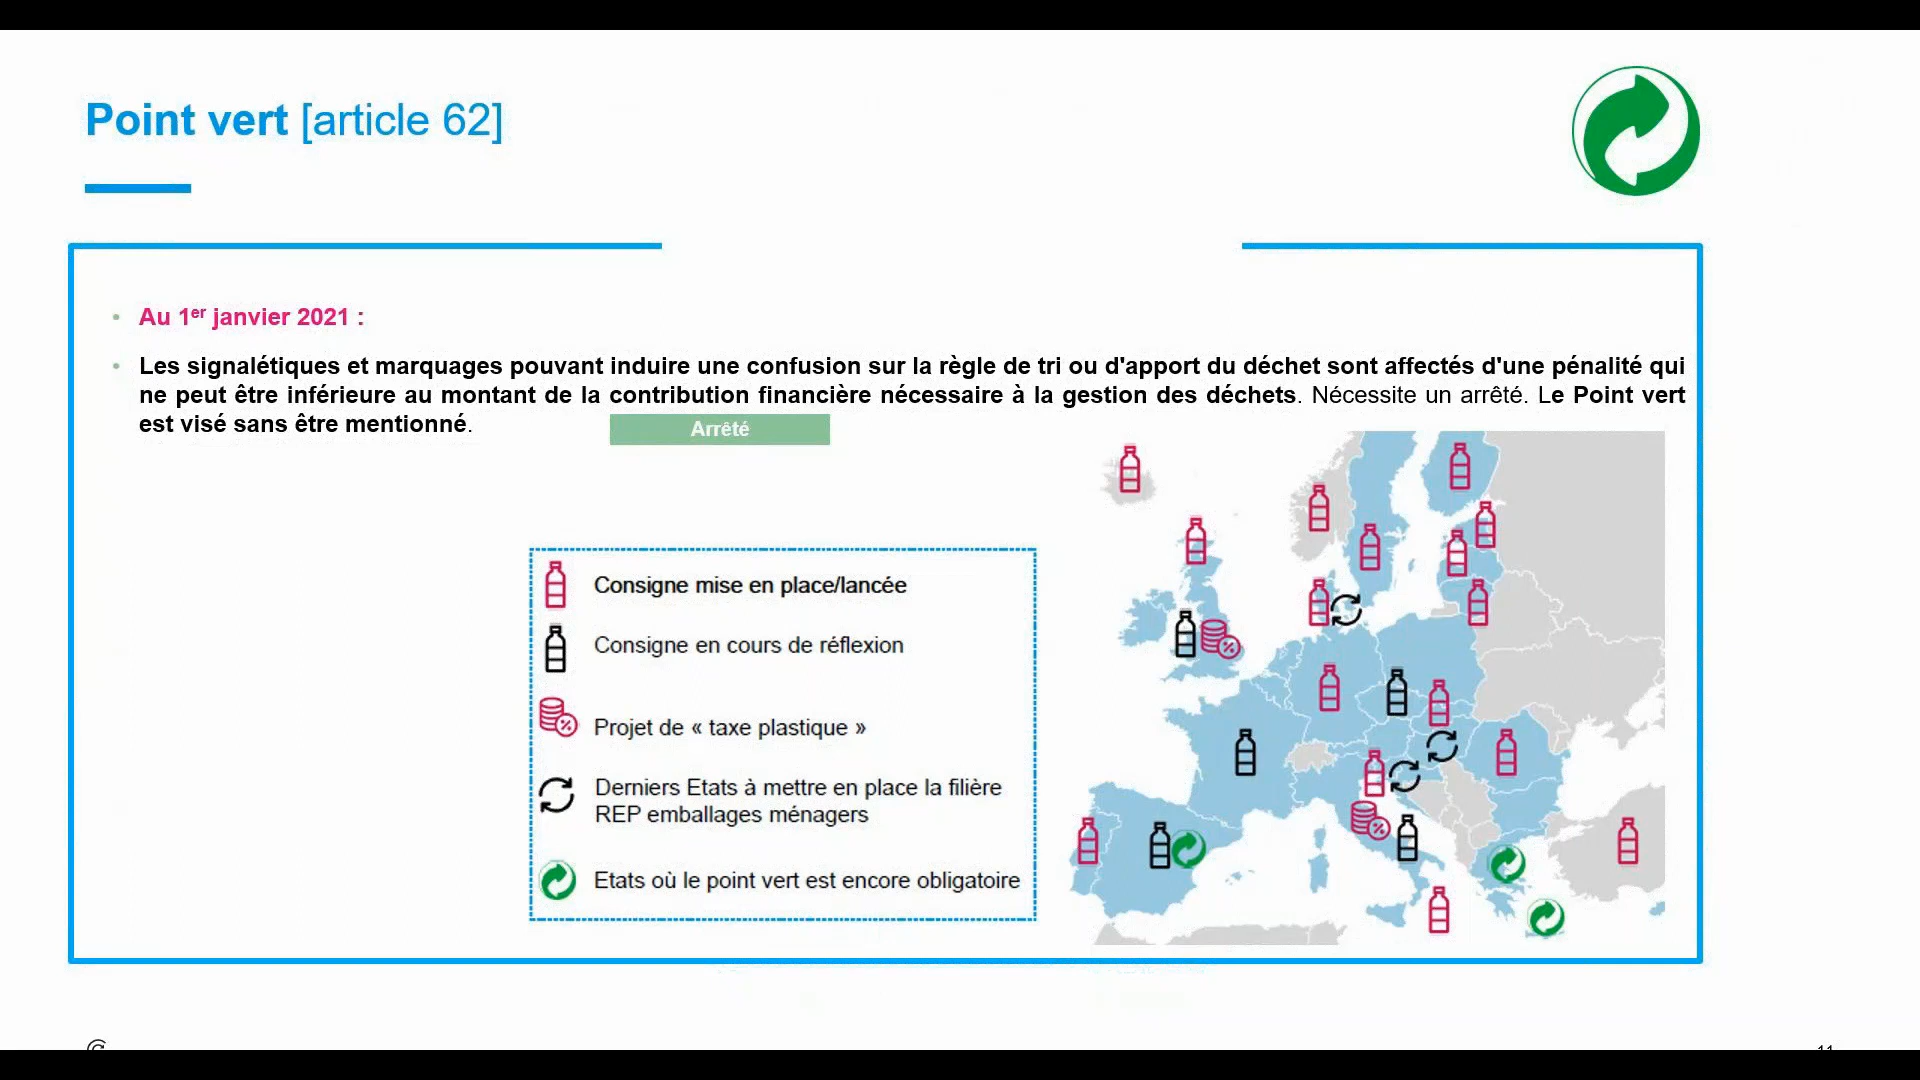 Point vert [article 62]
Au 1er janvier 2021 :
Les signalétiques et marquages pouvant induire une confusion sur la règle de tri ou d'apport du déchet sont affectés d'une pénalité qui
ne peut être inférieure au montant de la contribution financière nécessaire à la gestion des déchets. Nécessite un arrêté. Le Point vert
est visé sans être mentionné.
Arrêté
Consigne mise en place/lancée
Consigne en cours de réflexion
Projet de « taxe plastique »
Derniers Etats à mettre en place la filière
REP emballages ménagers
Etats où le point vert est encore obligatoire